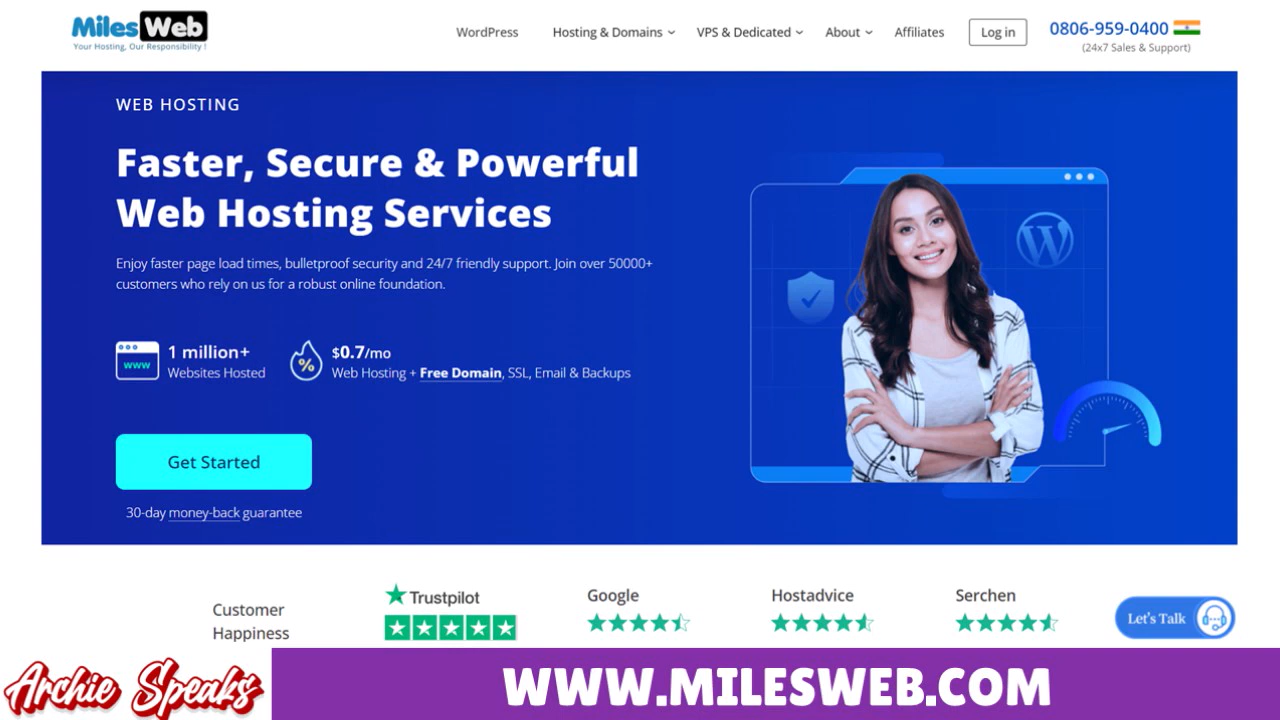 MilesWeb
Your Hosting, Our Responsibility !
WordPress Hosting & Domains VPS & Dedicated About Affiliates Log in 0806-959-0400
(24x7 Sales & Support)
WEB HOSTING
Faster, Secure & Powerful
Web Hosting Services
Enjoy faster page load times, bulletproof security and 24/7 friendly support. Join over 50000+
customers who rely on us for a robust online foundation.
www
1 million+
Websites Hosted
%
$0.7/mo
Web Hosting + Free Domain, SSL, Email & Backups
Get Started
30-day money-back guarantee
W
Customer
Happiness
Trustpilot
Google
Hostadvice
Serchen
Let's Talk
Archie Speaks
WWW.MILESWEB.COM